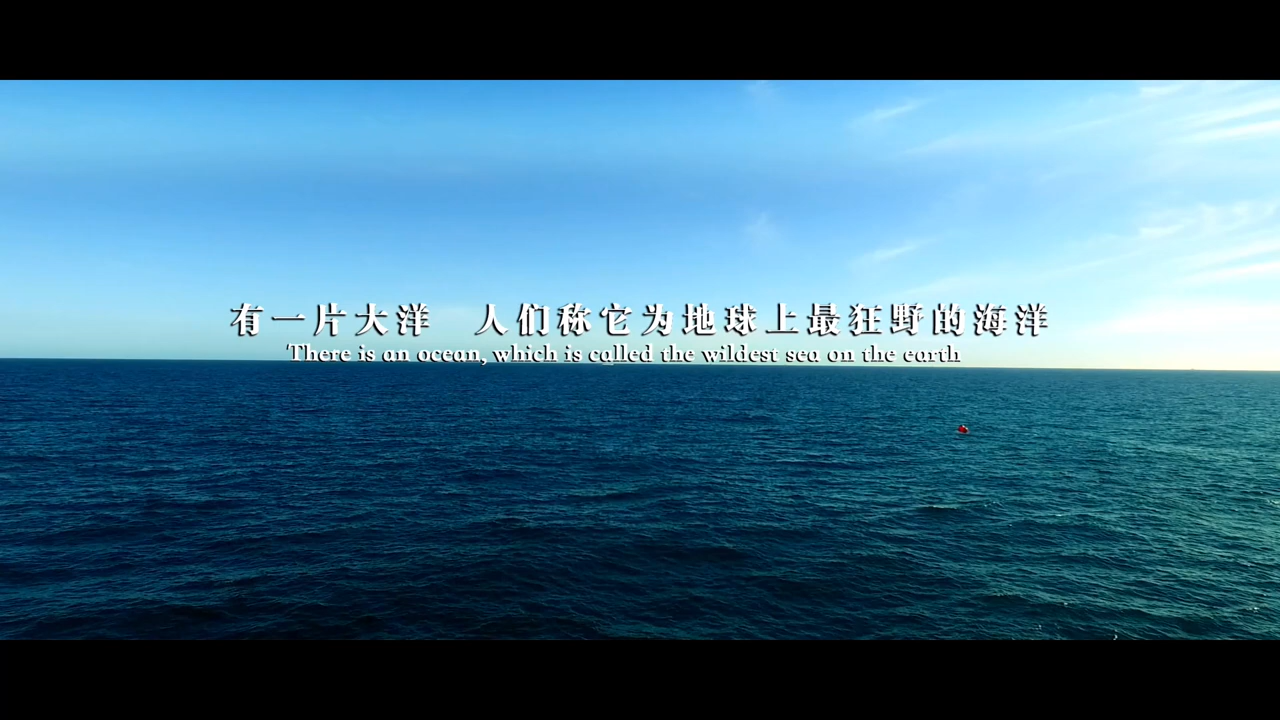 有一片大洋 人们称它为地球上最狂野的海洋
There is an ocean, which is called the wildest sea on the earth